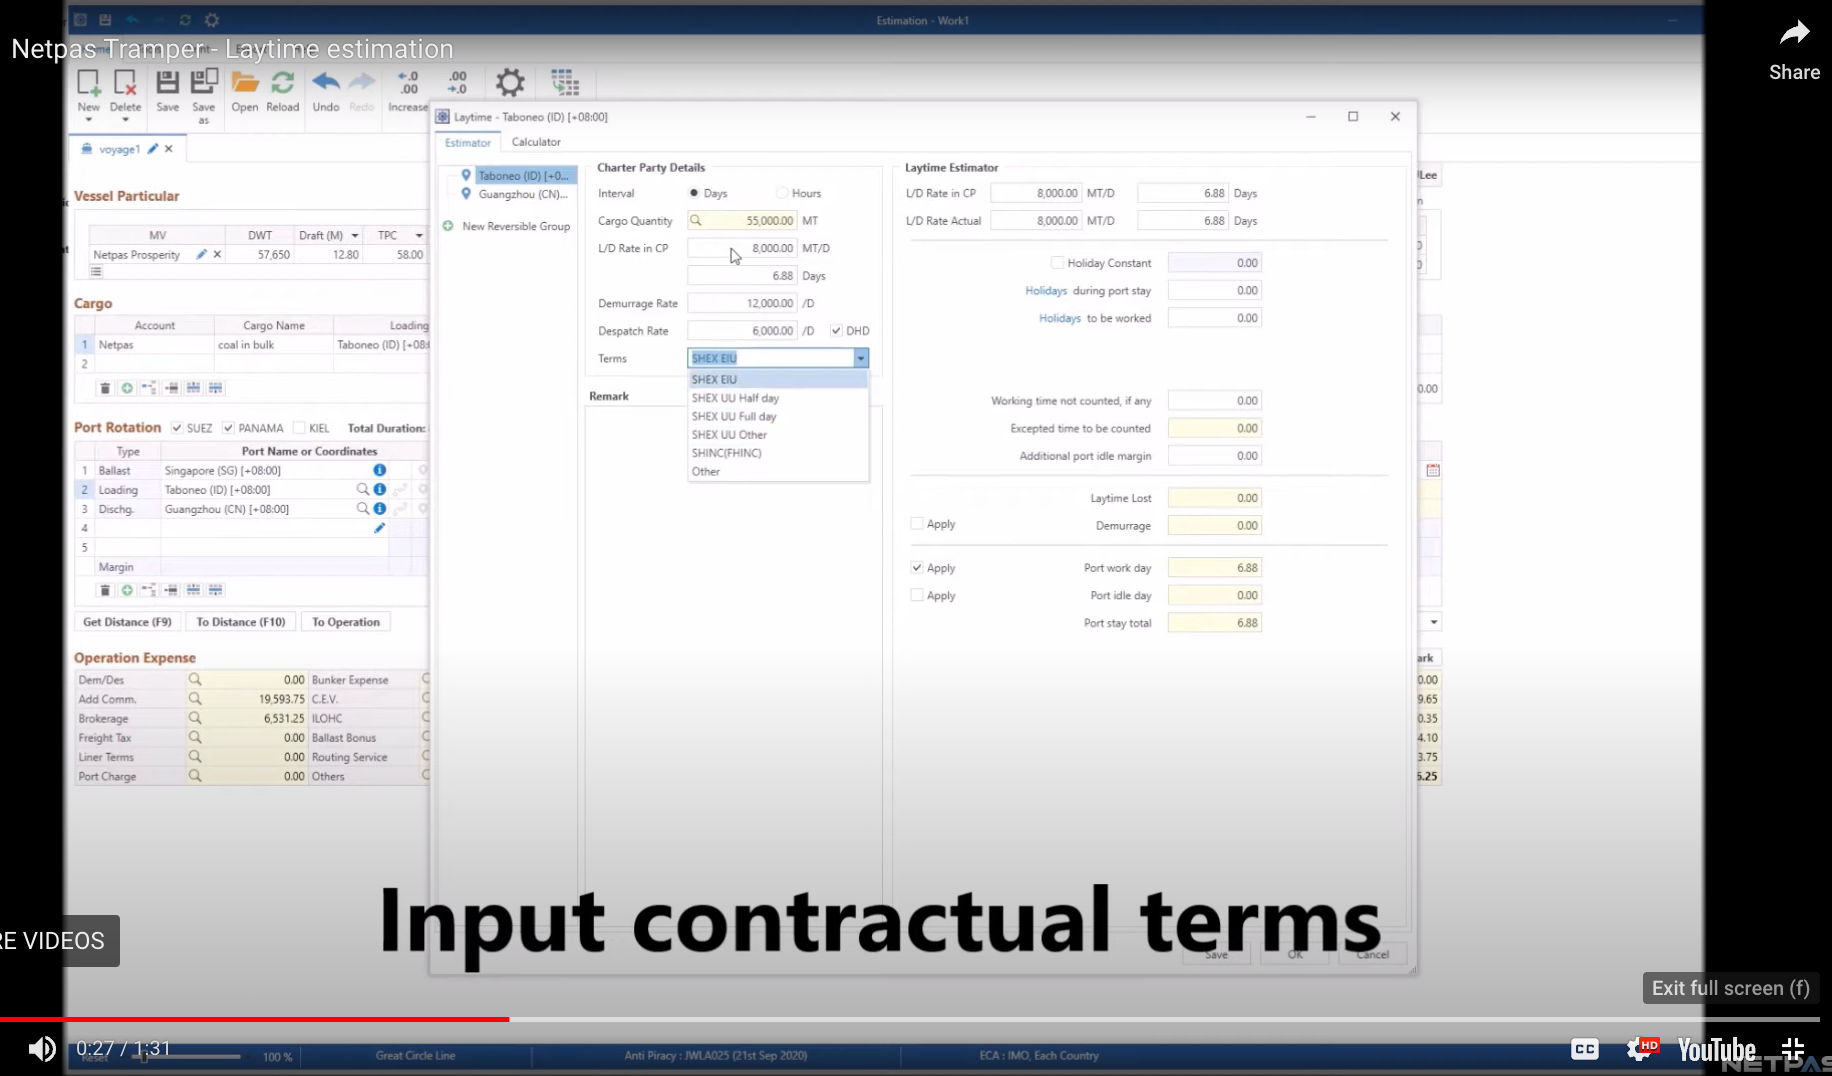 Estimation - Work1
Netpas Tramper - Laytime estimation
Share
New
Delete
Save
Save as
Open
Reload
Undo
Redo
Increase
Laytime - Taboneo (ID) [+08:00]
voyage1
Estimator
Calculator
Vessel Particular
MV DWT Draft (M) TPC
Netpas Prosperity 57,650 12.80 58.00
Cargo
Account Cargo Name Loading
1 Netpas coal in bulk Taboneo (ID) [+08:
2
Port Rotation SUEZ PANAMA KIEL Total Duration:
Type Port Name or Coordinates
1 Ballast Singapore (SG) [+08:00]
2 Loading Taboneo (ID) [+08:00]
3 Dischg. Guangzhou (CN) [+08:00]
4
5
Margin
Get Distance (F9) To Distance (F10) To Operation
Operation Expense
Dem/Des 0.00 Bunker Expense
Add Comm. 19,593.75 C.E.V.
Brokerage 6,531.25 ILOHC
Freight Tax 0.00 Ballast Bonus
Liner Terms 0.00 Routing Service
Port Charge 0.00 Others
Taboneo (ID) [+0...
Guangzhou (CN)...
New Reversible Group
Charter Party Details
Interval Days Hours
Cargo Quantity 55,000.00 MT
L/D Rate in CP 8,000.00 MT/D
6.88 Days
Demurrage Rate 12,000.00 /D
Despatch Rate 6,000.00 /D DHD
Terms SHEX EIU
SHEX EIU
SHEX UU Half day
SHEX UU Full day
SHEX UU Other
SHINC(FHINC)
Other
Remark
Laytime Estimator
L/D Rate in CP 8,000.00 MT/D 6.88 Days
L/D Rate Actual 8,000.00 MT/D 6.88 Days
Holiday Constant 0.00
Holidays during port stay 0.00
Holidays to be worked 0.00
Working time not counted, if any 0.00
Excepted time to be counted 0.00
Additional port idle margin 0.00
Laytime Lost 0.00
Apply Demurrage 0.00
Apply Port work day 6.88
Apply Port idle day 0.00
Port stay total 6.88
Save OK Cancel
Lee
0.00
ark
0.00
9.65
0.35
4.10
3.75
6.25
Input contractual terms
RE VIDEOS
Exit full screen (f)
0:27 / 1:31
Reset 100 % Great Circle Line Anti Piracy : JWLA025 (21st Sep 2020) ECA : IMO, Each Country
CC HD YouTube
NETPAS